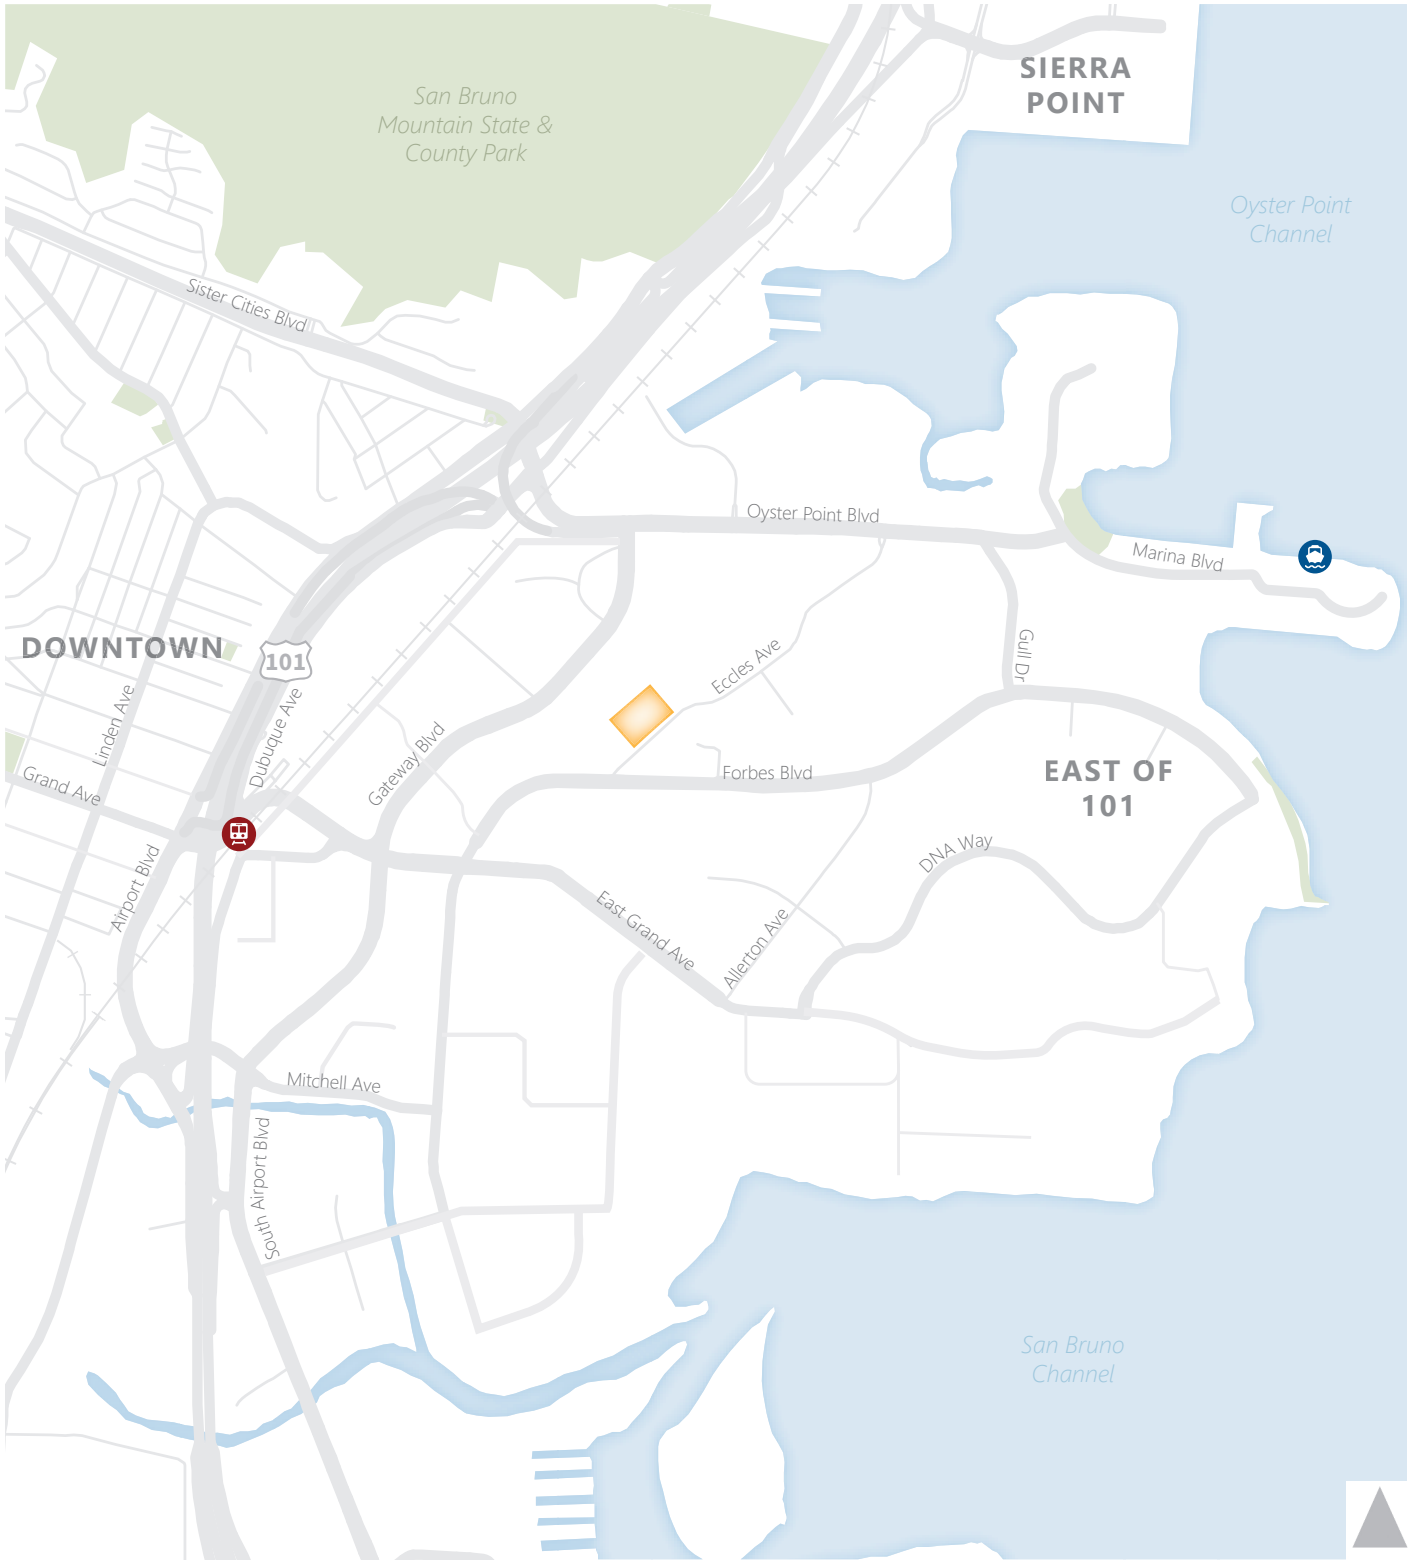 SIERRA
POINT
San Bruno
Mountain State &
County Park
Oyster Point
Channel
Sister Cities Blvd
Oyster Point Blvd
Marina Blvd
DOWNTOWN
101
Gull Dr
Eccles Ave
Linden Ave
Dubuque Ave
Gateway Blvd
Grand Ave
Forbes Blvd
EAST OF
101
DNA Way
Airport Blvd
East Grand Ave
Allerton Ave
Mitchell Ave
South Airport Blvd
San Bruno
Channel